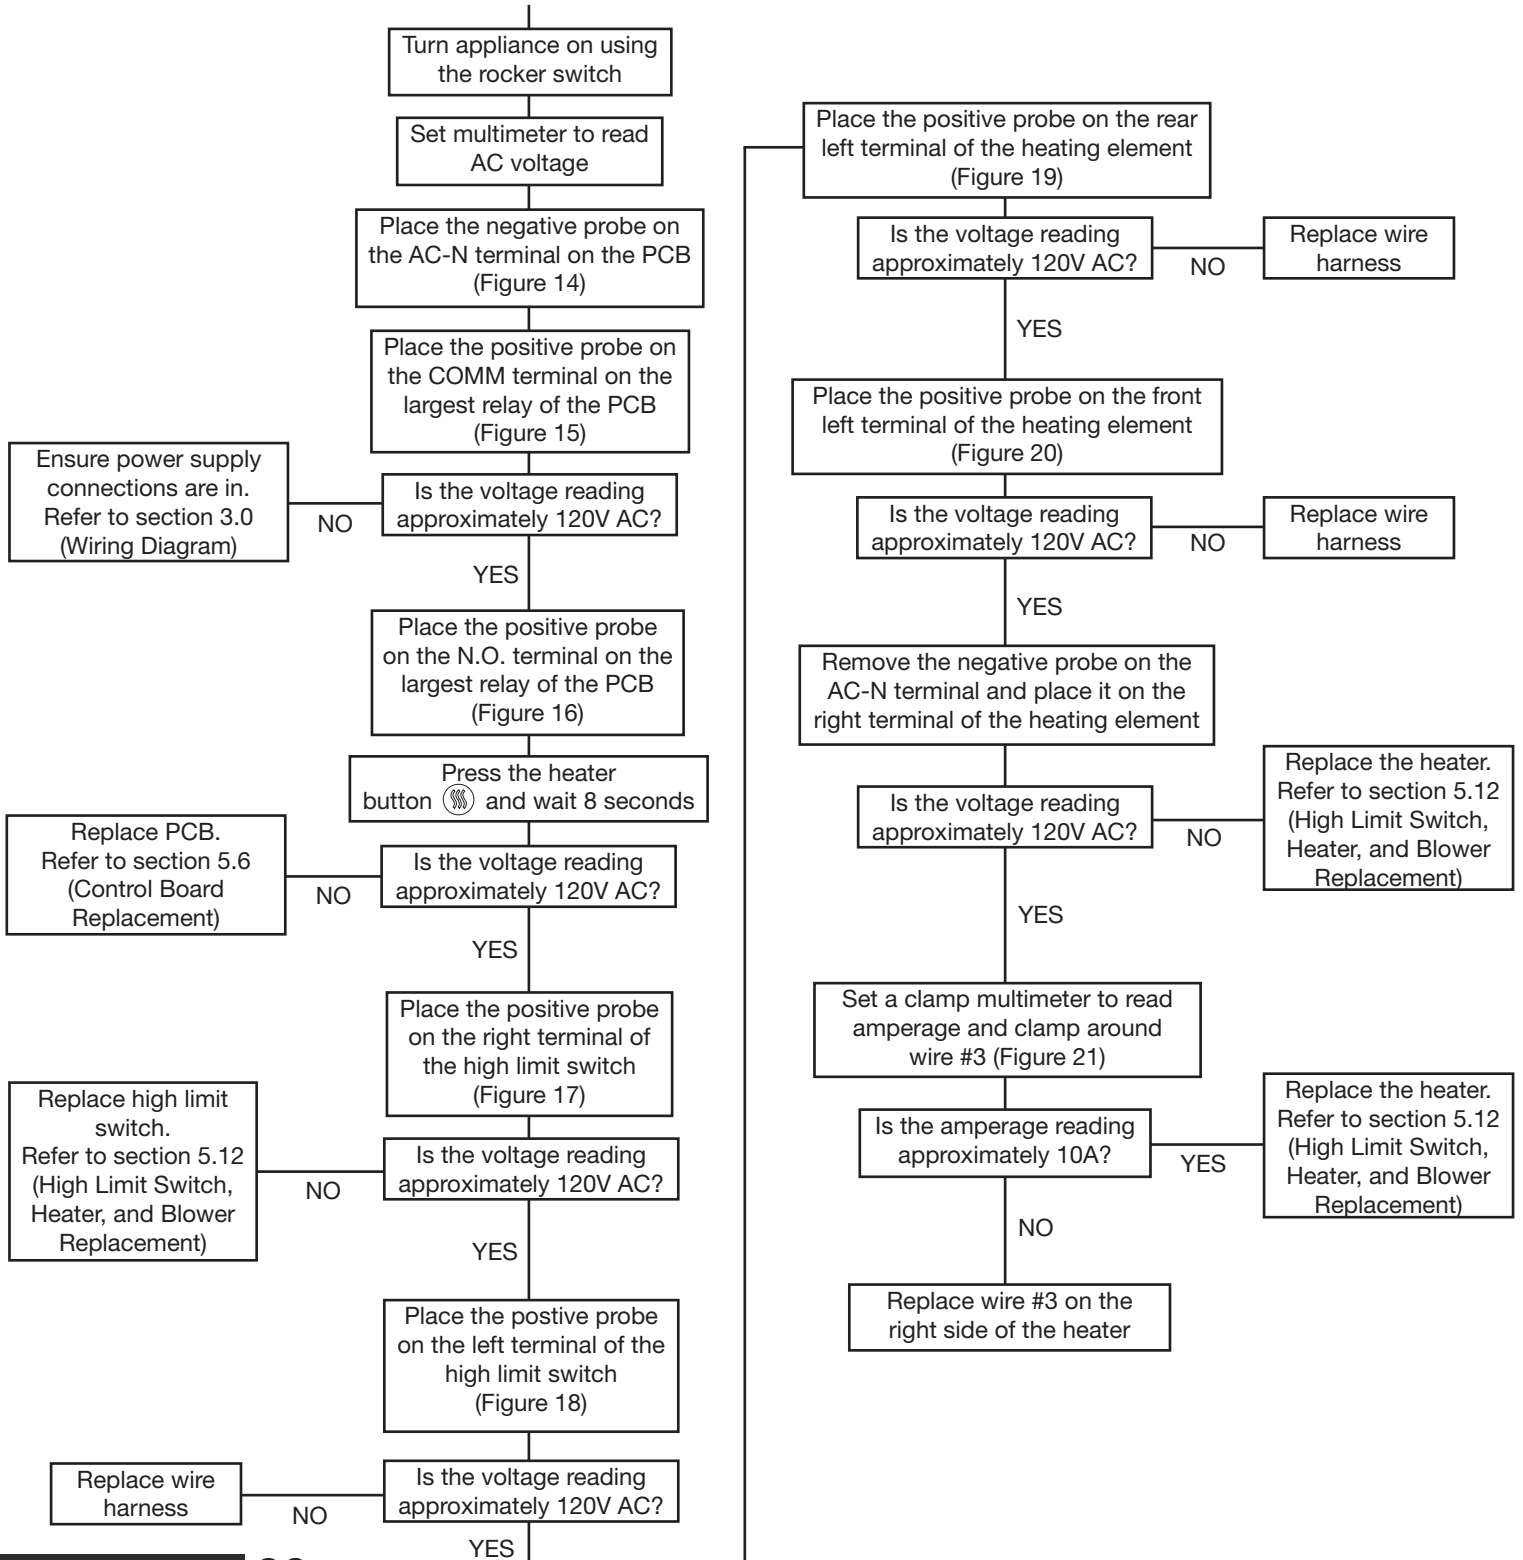 Turn appliance on using
the rocker switch
Set multimeter to read
AC voltage
Place the negative probe on
the AC-N terminal on the PCB
(Figure 14)
Place the positive probe on
the COMM terminal on the
largest relay of the PCB
(Figure 15)
Is the voltage reading
approximately 120V AC?
NO
Ensure power supply
connections are in.
Refer to section 3.0
(Wiring Diagram)
YES
Place the positive probe
on the N.O. terminal on the
largest relay of the PCB
(Figure 16)
Press the heater
button and wait 8 seconds
Is the voltage reading
approximately 120V AC?
NO
Replace PCB.
Refer to section 5.6
(Control Board
Replacement)
YES
Place the positive probe
on the right terminal of
the high limit switch
(Figure 17)
Is the voltage reading
approximately 120V AC?
NO
Replace high limit
switch.
Refer to section 5.12
(High Limit Switch,
Heater, and Blower
Replacement)
YES
Place the postive probe
on the left terminal of the
high limit switch
(Figure 18)
Is the voltage reading
approximately 120V AC?
NO
Replace wire
harness
YES
Place the positive probe on the rear
left terminal of the heating element
(Figure 19)
Is the voltage reading
approximately 120V AC?
NO
Replace wire
harness
YES
Place the positive probe on the front
left terminal of the heating element
(Figure 20)
Is the voltage reading
approximately 120V AC?
NO
Replace wire
harness
YES
Remove the negative probe on the
AC-N terminal and place it on the
right terminal of the heating element
Is the voltage reading
approximately 120V AC?
NO
Replace the heater.
Refer to section 5.12
(High Limit Switch,
Heater, and Blower
Replacement)
YES
Set a clamp multimeter to read
amperage and clamp around
wire #3 (Figure 21)
Is the amperage reading
approximately 10A?
YES
Replace the heater.
Refer to section 5.12
(High Limit Switch,
Heater, and Blower
Replacement)
NO
Replace wire #3 on the
right side of the heater